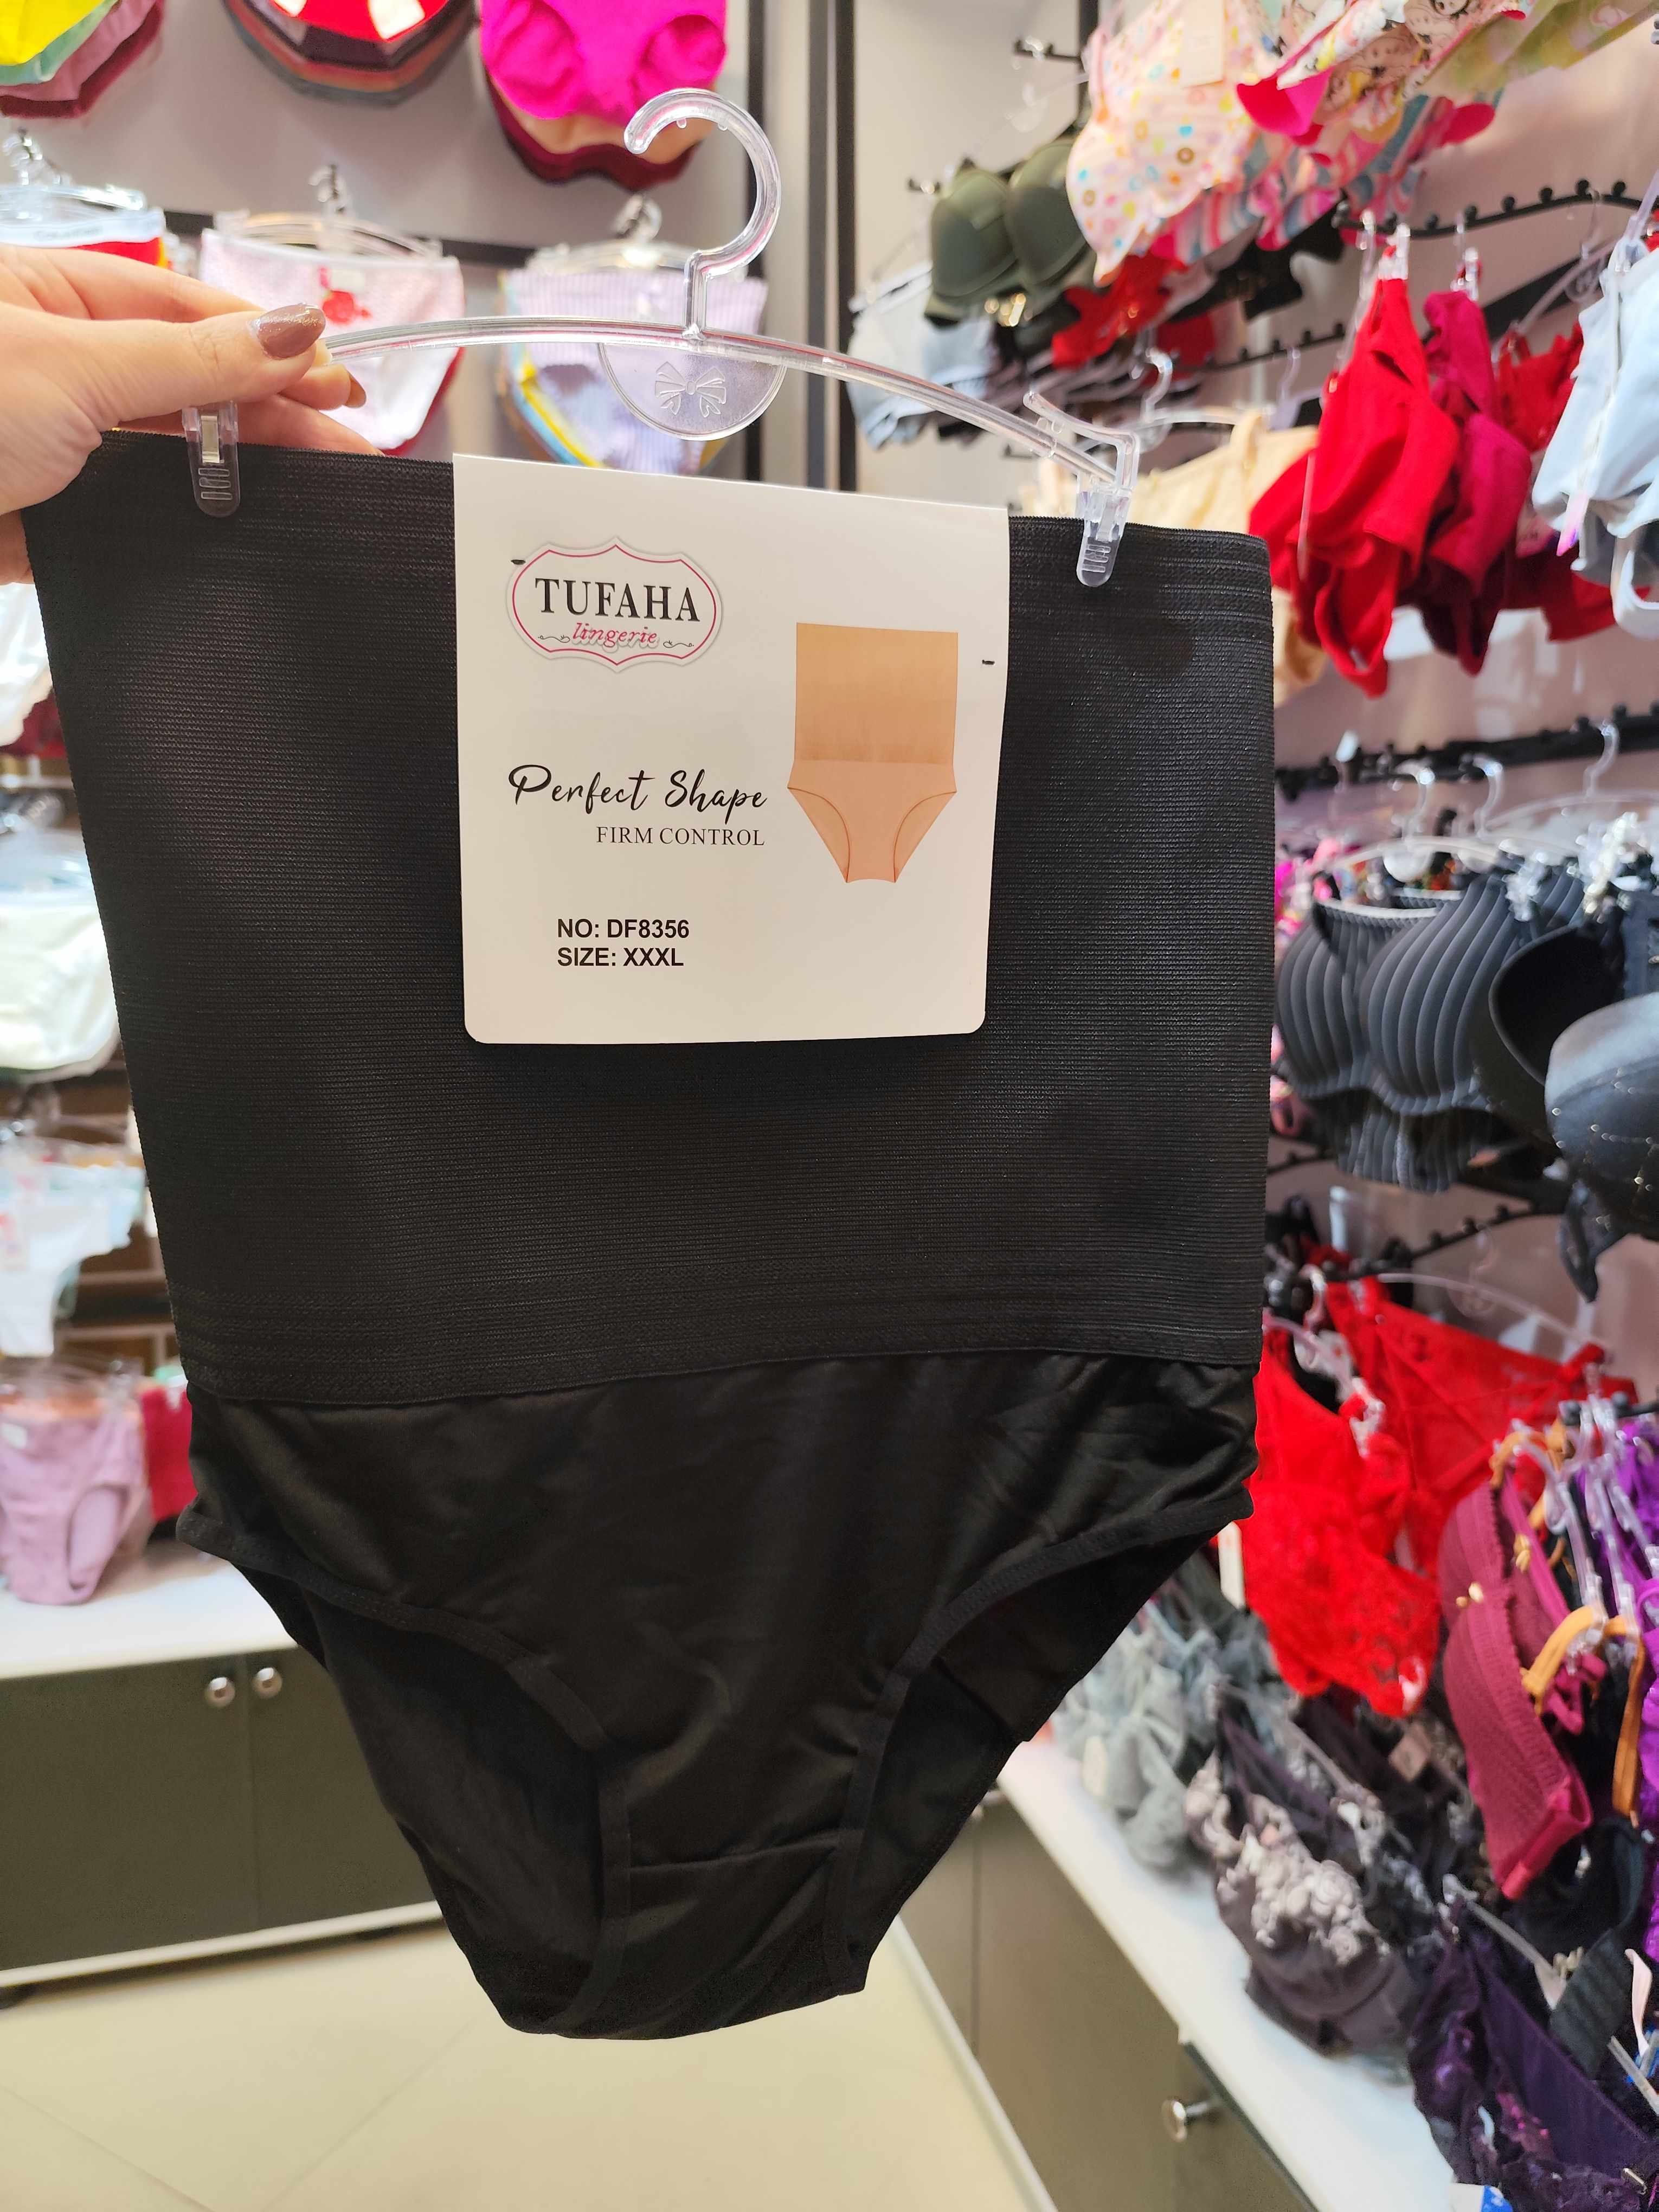 TUFAHA
lingerie
Perfect Shape
FIRM CONTROL
NO: DF8356
SIZE: XXXL